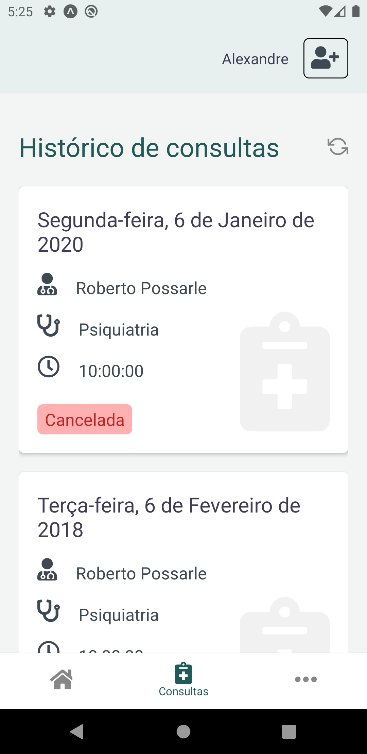 5:25
Alexandre
Histórico de consultas
Segunda-feira, 6 de Janeiro de
2020
Roberto Possarle
Psiquiatria
10:00:00
Cancelada
Terça-feira, 6 de Fevereiro de
2018
Roberto Possarle
Psiquiatria
Consultas